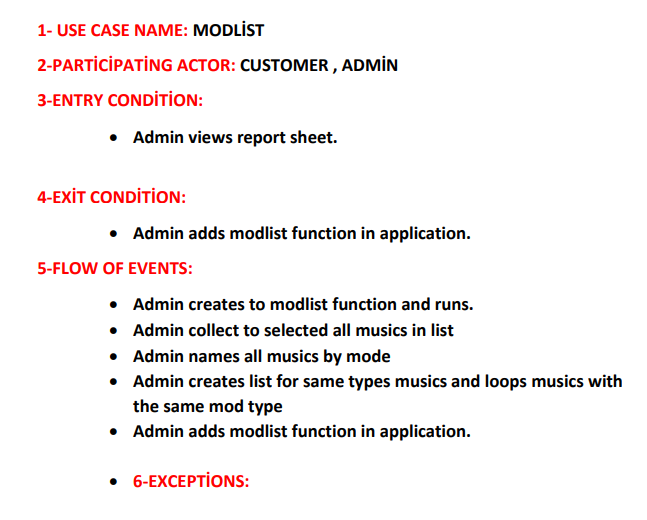 1- USE CASE NAME: MODLİST
2-PARTİCİPATİNG ACTOR: CUSTOMER , ADMİN
3-ENTRY CONDİTİON:
• Admin views report sheet.
4-EXİT CONDİTİON:
• Admin adds modlist function in application.
5-FLOW OF EVENTS:
• Admin creates to modlist function and runs.
• Admin collect to selected all musics in list
• Admin names all musics by mode
• Admin creates list for same types musics and loops musics with
the same mod type
• Admin adds modlist function in application.
• 6-EXCEPTİONS: